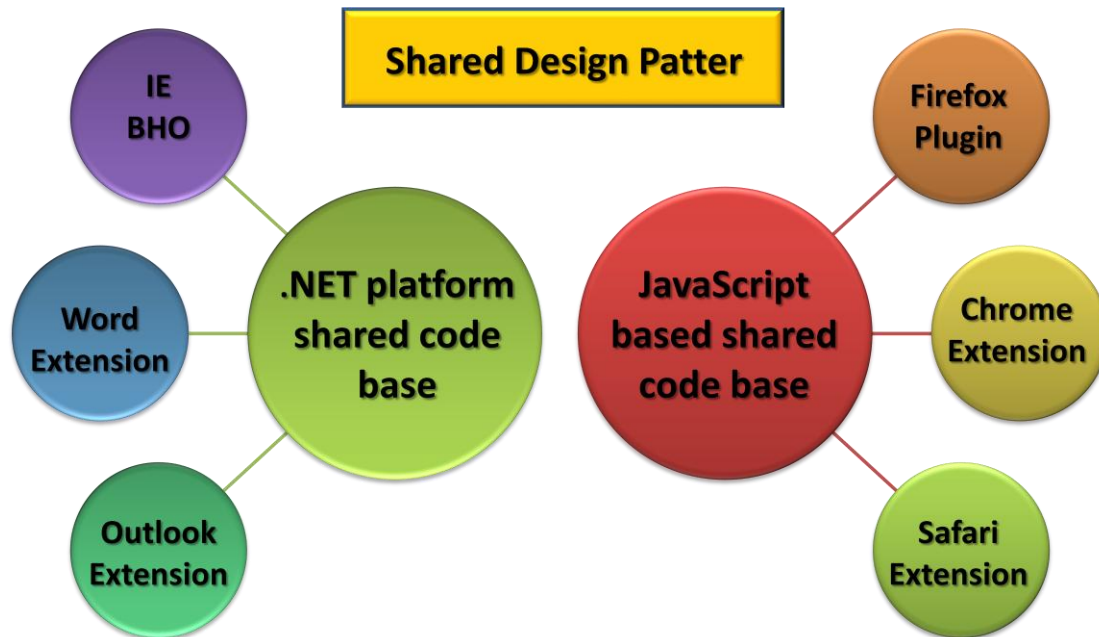 Shared Design Patter
IE
BHO
Word
Extension
Outlook
Extension
.NET platform
shared code
base
JavaScript
based shared
code base
Firefox
Plugin
Chrome
Extension
Safari
Extension